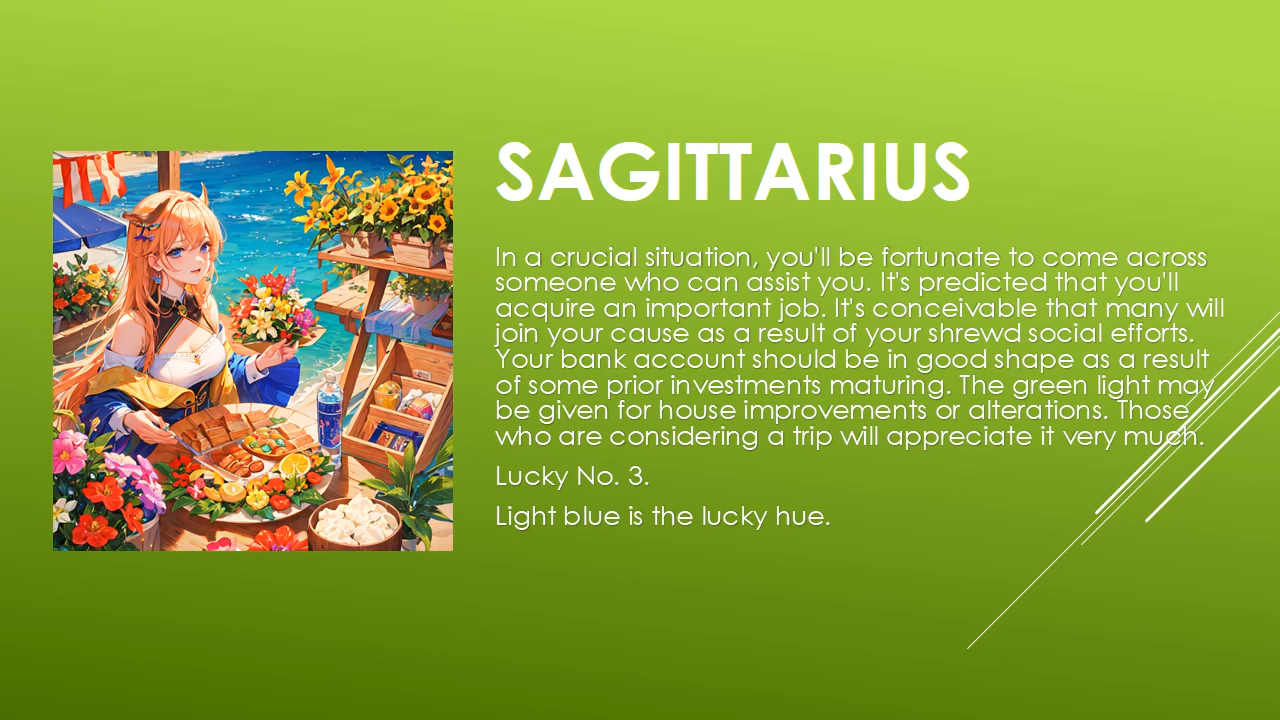 SAGITTARIUS
In a crucial situation, you'll be fortunate to come across
someone who can assist you. It's predicted that you'll
acquire an important job. It's conceivable that many will
join your cause as a result of your shrewd social efforts.
Your bank account should be in good shape as a result
of some prior investments maturing. The green light may
be given for house improvements or alterations. Those
who are considering a trip will appreciate it very much.
Lucky No. 3.
Light blue is the lucky hue.